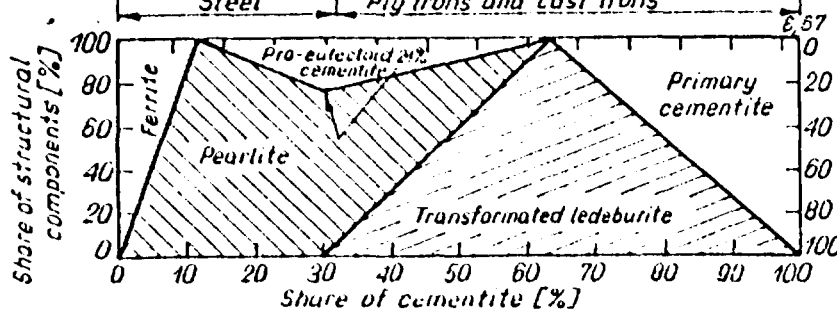 Steel
Pig irons and cast irons
6,67
Share of structural
components [%]
100
80
60
40
20
0
Ferrite
Pearlite
Pro-eutectoid
cementite
Transformated ledeburite
Primary
cementite
0
20
40
60
80
100
0 10 20 30 40 50 60 70 80 90 100
Share of cementite [%]